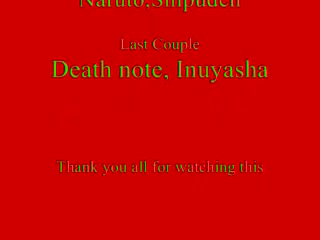 Naruto,Shipuden
Last Couple
Death note, Inuyasha
Thank you all for watching this